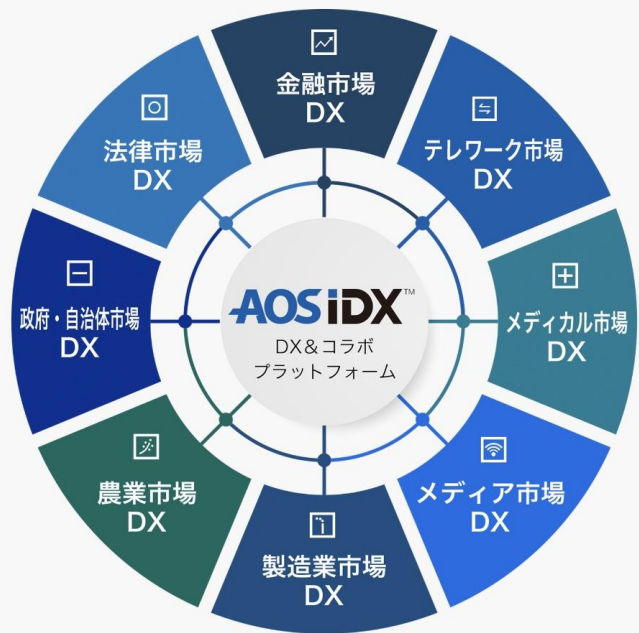 金融市場
DX
テレワーク市場
DX
メディカル市場
DX
メディア市場
DX
製造業市場
DX
農業市場
DX
政府・自治体市場
DX
法律市場
DX
AOS iDX™
DX&コラボ
プラットフォーム